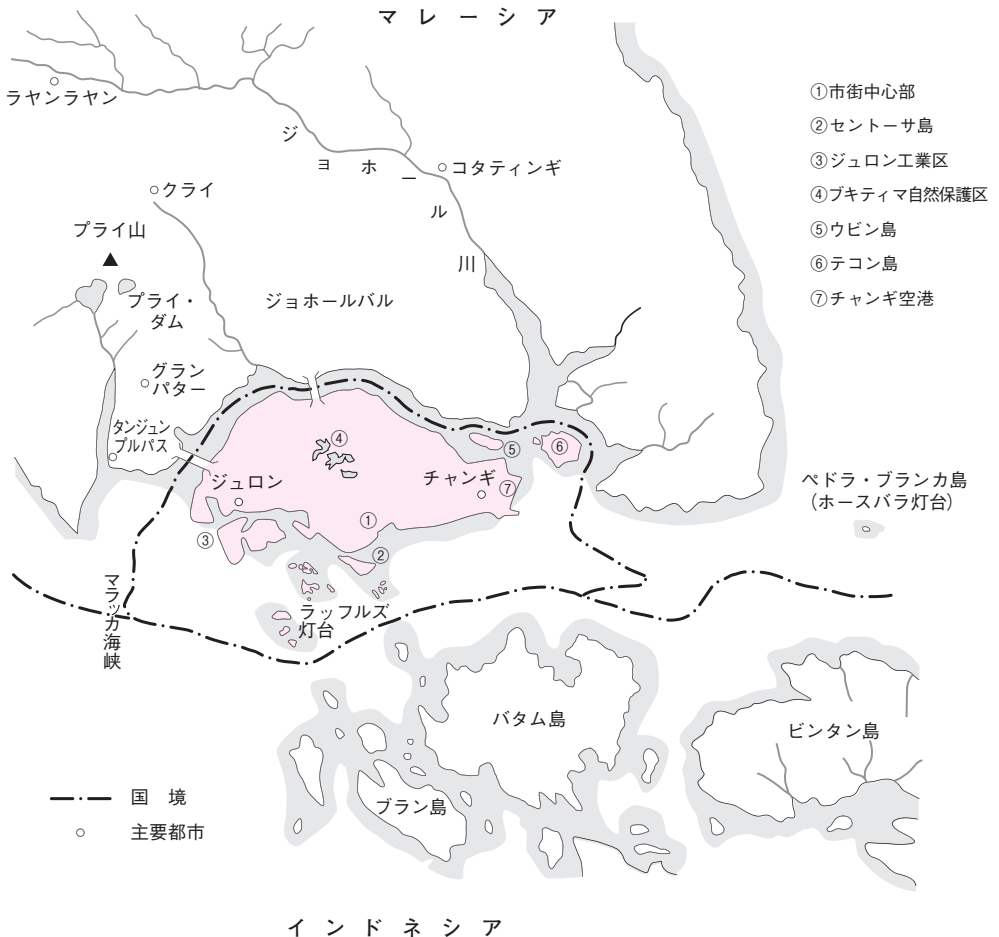 マレーシア
ラヤンラヤン
ジョホール川
コタティンギ
クライ
プライ山
プライ・
ダム
ジョホールバル
グラン
パター
タンジュン
プルパス
ジュロン
チャンギ
④
⑤
⑥
⑦
①
②
③
①市街中心部
②セントーサ島
③ジュロン工業区
④ブキティマ自然保護区
⑤ウビン島
⑥テコン島
⑦チャンギ空港
ペドラ・ブランカ島
(ホースバラ灯台)
マラッカ海峡
ラッフルズ
灯台
バタム島
ビンタン島
ブラン島
国 境
主要都市
インドネシア